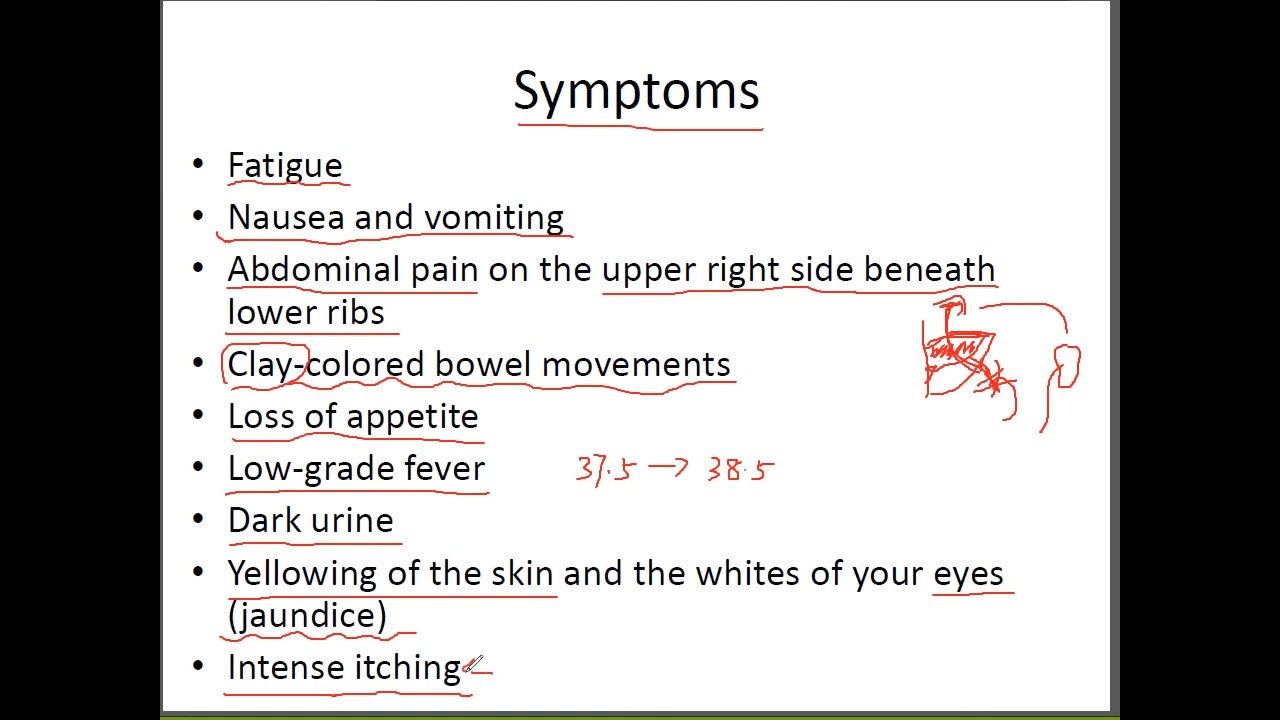 Symptoms
• Fatigue
• Nausea and vomiting
• Abdominal pain on the upper right side beneath
lower ribs
• Clay-colored bowel movements
• Loss of appetite
• Low-grade fever 37.5 → 38.5
• Dark urine
• Yellowing of the skin and the whites of your eyes
(jaundice)
• Intense itching